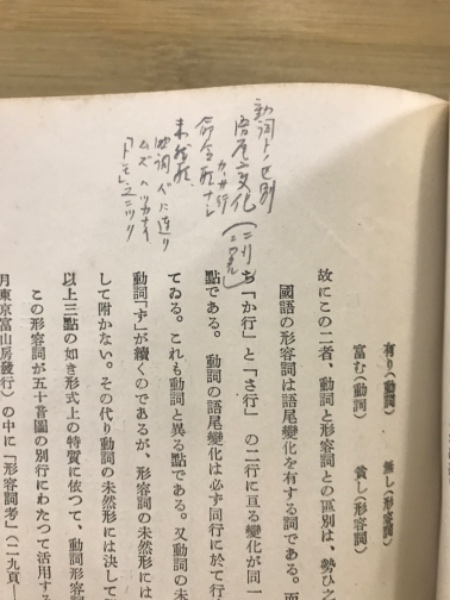 有り(動詞) 無し(形容詞)
富む(動詞) 貧し(形容詞)
故にこの二者、動詞と形容詞との區別は、勢ひ之
國語の形容詞は語尾變化を有する詞である。而
ち「か行」と「さ行」の二行に亘る變化が同一
點である。動詞の語尾變化は必ず同行に於て行
てゐる。これも動詞と異る點である。又動詞の未
動詞「ず」が續くのであるが、形容詞の未然形には
して附かない。その代り動詞の未然形には決して
以上三點の如き形式上の特質に依つて、動詞形容詞
この形容詞が五十音圖の別行にわたつて活用する
月東京富山房發行)の中に「形容詞考」(二九頁—
動詞トノ区別
語尾変化
カ、サ行
命令形ナシ
未然形
助詞 バに連り
ムズ ハツカナイ
「トモ」ニツク